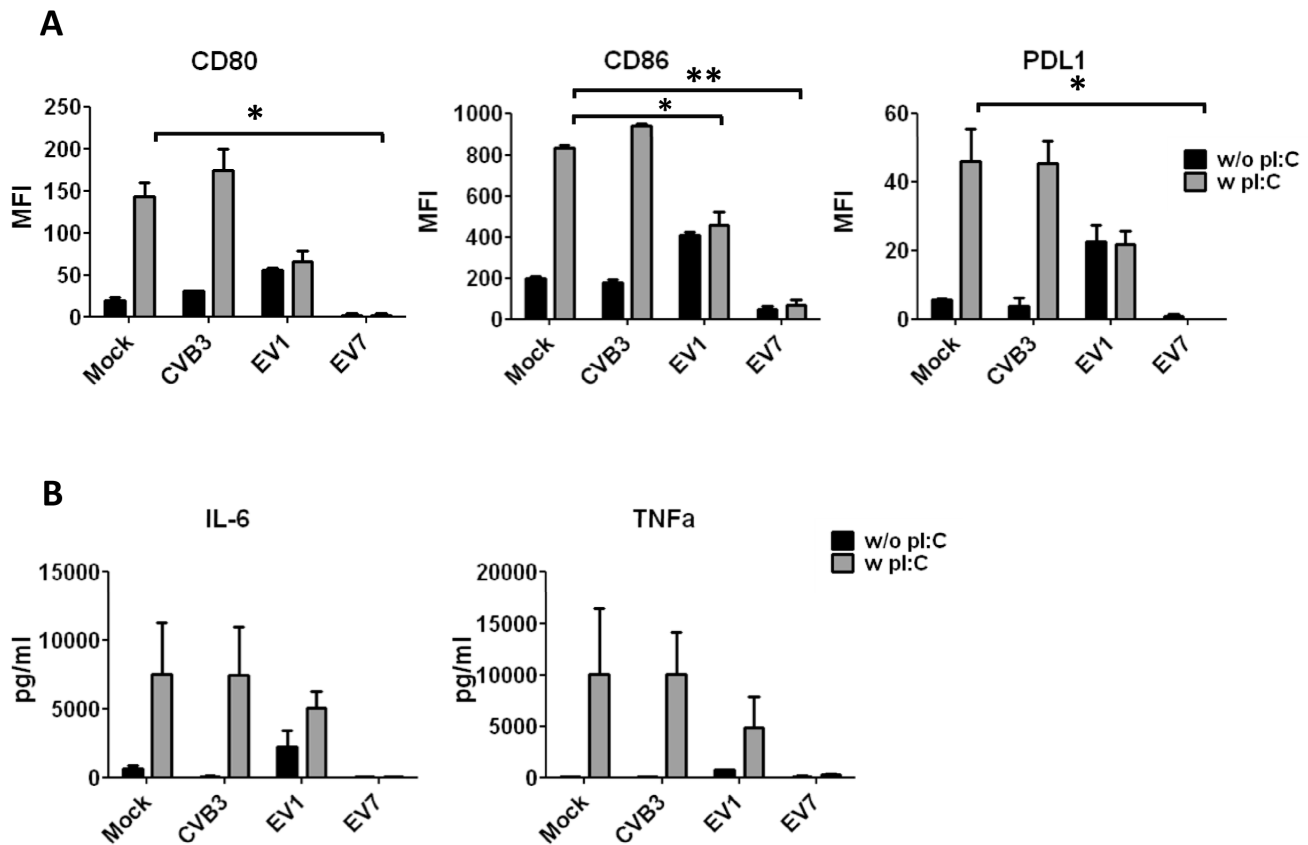 A
CD80
*
MFI
250
200
150
100
50
0
Mock
CVB3
EV1
EV7
CD86
**
*
MFI
1000
800
600
400
200
0
Mock
CVB3
EV1
EV7
PDL1
*
MFI
60
40
20
0
Mock
CVB3
EV1
EV7
w/o pI:C
w pI:C
B
IL-6
pg/ml
15000
10000
5000
0
Mock
CVB3
EV1
EV7
TNFa
pg/ml
20000
15000
10000
5000
0
Mock
CVB3
EV1
EV7
w/o pI:C
w pI:C